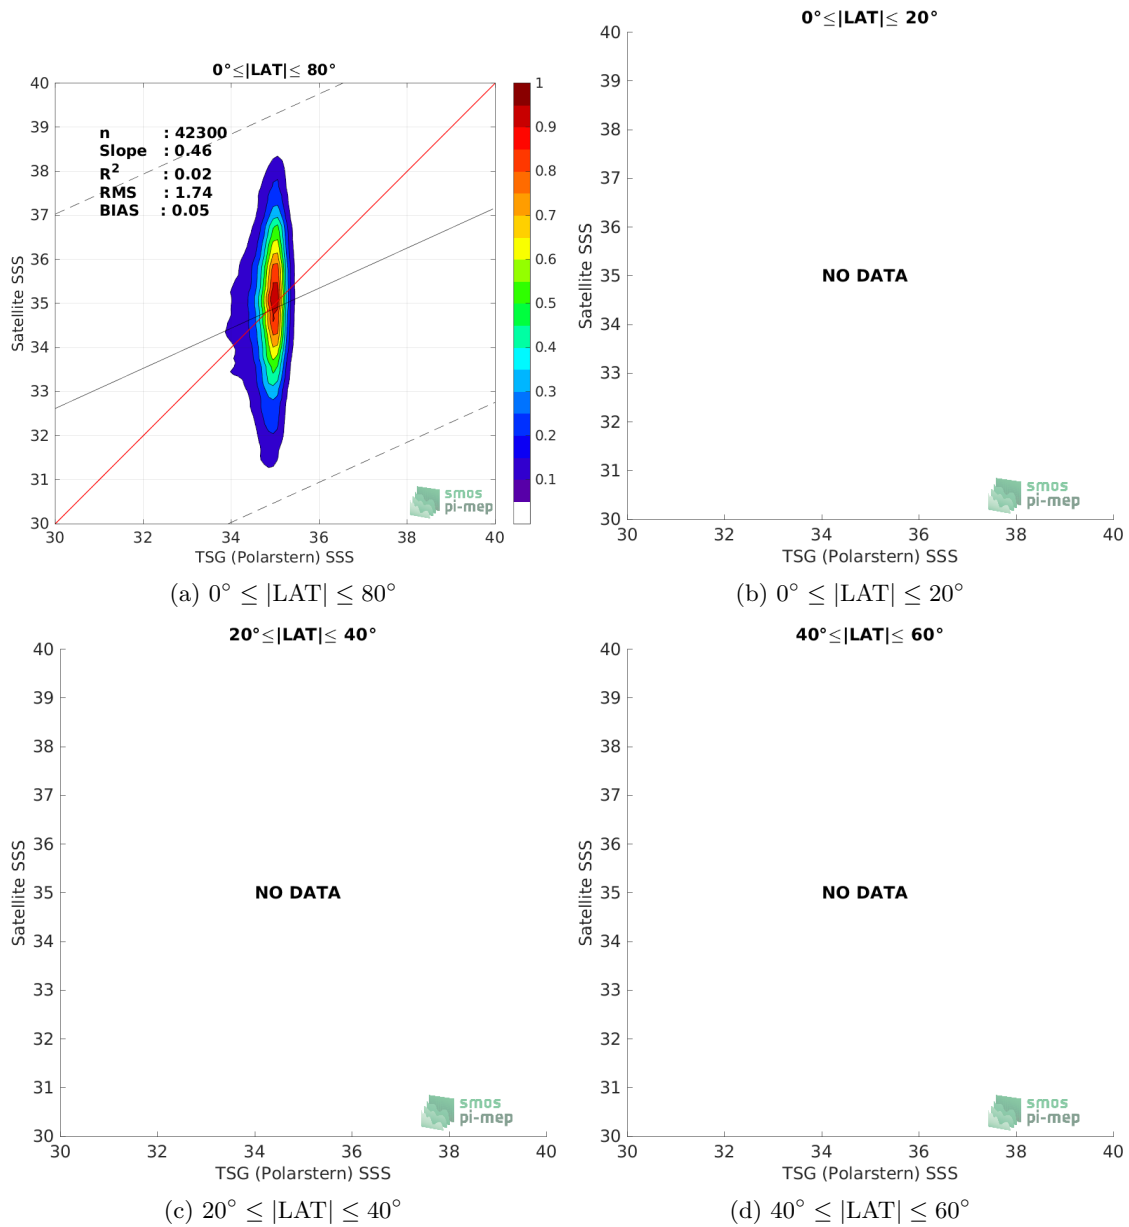 0°≤|LAT|≤ 80°
40
39
38
37
36
35
34
33
32
31
30
Satellite SSS
n : 42300
Slope : 0.46
R² : 0.02
RMS : 1.74
BIAS : 0.05
smos
pi-mep
30 32 34 36 38 40
TSG (Polarstern) SSS
1
0.9
0.8
0.7
0.6
0.5
0.4
0.3
0.2
0.1
(a) 0° ≤ |LAT| ≤ 80°
0°≤|LAT|≤ 20°
40
39
38
37
36
35
34
33
32
31
30
Satellite SSS
NO DATA
smos
pi-mep
30 32 34 36 38 40
TSG (Polarstern) SSS
(b) 0° ≤ |LAT| ≤ 20°
20°≤|LAT|≤ 40°
40
39
38
37
36
35
34
33
32
31
30
Satellite SSS
NO DATA
smos
pi-mep
30 32 34 36 38 40
TSG (Polarstern) SSS
(c) 20° ≤ |LAT| ≤ 40°
40°≤|LAT|≤ 60°
40
39
38
37
36
35
34
33
32
31
30
Satellite SSS
NO DATA
smos
pi-mep
30 32 34 36 38 40
TSG (Polarstern) SSS
(d) 40° ≤ |LAT| ≤ 60°